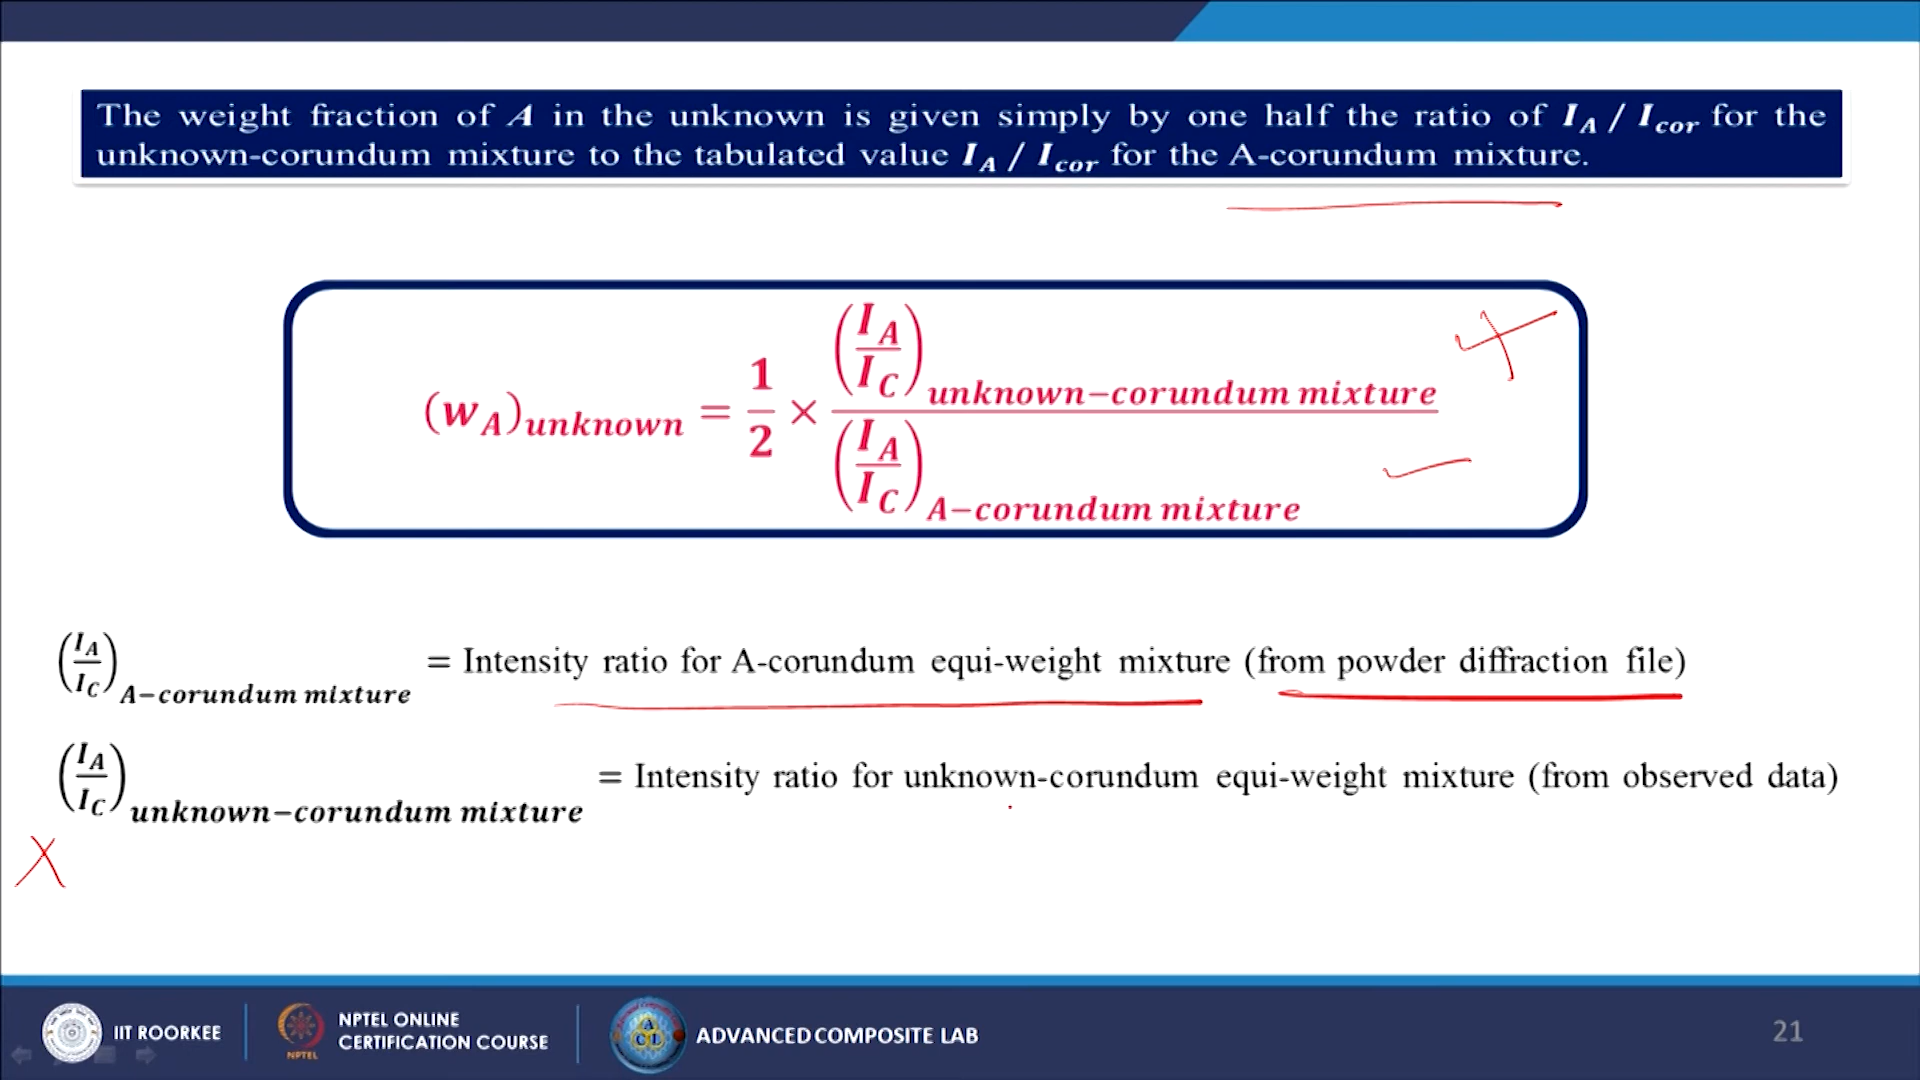 The weight fraction of A in the unknown is given simply by one half the ratio of I_A / I_cor for the
unknown-corundum mixture to the tabulated value I_A / I_cor for the A-corundum mixture.
(w_A)_unknown = 1/2 × (I_A/I_C)_unknown−corundum mixture / (I_A/I_C)_A−corundum mixture
(I_A/I_C)_A−corundum mixture = Intensity ratio for A-corundum equi-weight mixture (from powder diffraction file)
(I_A/I_C)_unknown−corundum mixture = Intensity ratio for unknown-corundum equi-weight mixture (from observed data)
IIT ROORKEE
NPTEL
NPTEL ONLINE
CERTIFICATION COURSE
ADVANCED COMPOSITE LAB
21